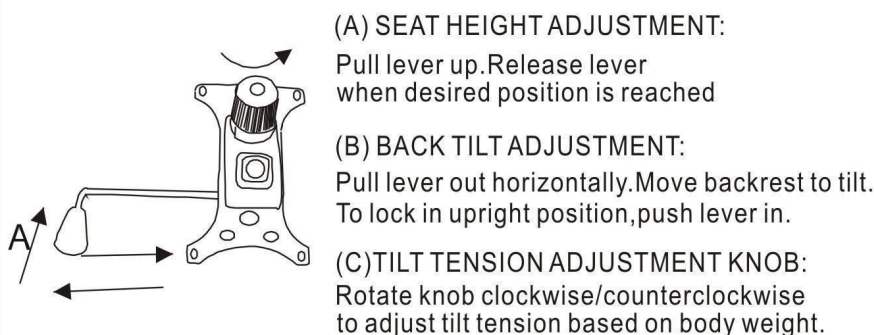 (A) SEAT HEIGHT ADJUSTMENT:
Pull lever up.Release lever
when desired position is reached
(B) BACK TILT ADJUSTMENT:
Pull lever out horizontally.Move backrest to tilt.
To lock in upright position,push lever in.
(C)TILT TENSION ADJUSTMENT KNOB:
Rotate knob clockwise/counterclockwise
to adjust tilt tension based on body weight.
A